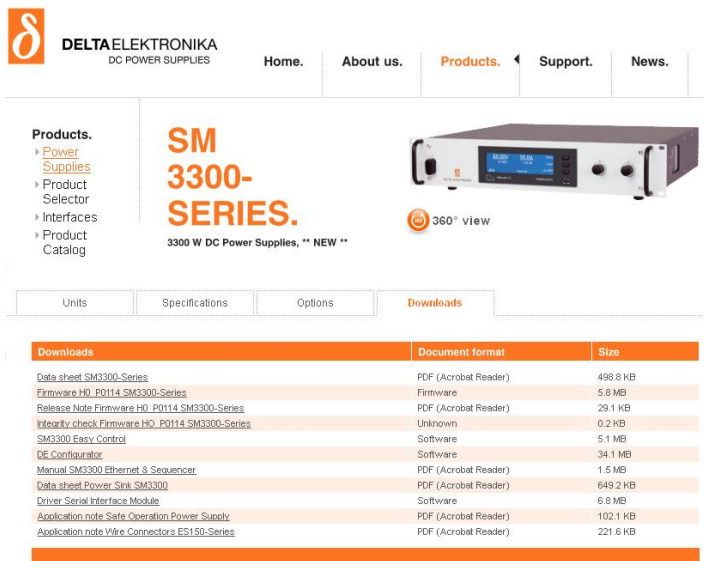 DELTA ELEKTRONIKA
DC POWER SUPPLIES
Home. About us. Products. Support. News.
Products.
Power
Supplies
Product
Selector
Interfaces
Product
Catalog
SM
3300-
SERIES.
3300 W DC Power Supplies, ** NEW **
360° view
Units Specifications Options Downloads
Downloads Document format Size
Data sheet SM3300-Series PDF (Acrobat Reader) 498.8 KB
Firmware H0_P0114 SM3300-Series Firmware 5.8 MB
Release Note Firmware H0_P0114 SM3300-Series PDF (Acrobat Reader) 29.1 KB
Integrity check Firmware HO_P0114 SM3300-Series Unknown 0.2 KB
SM3300 Easy Control Software 5.1 MB
DE Configurator Software 34.1 MB
Manual SM3300 Ethernet & Sequencer PDF (Acrobat Reader) 1.5 MB
Data sheet Power Sink SM3300 PDF (Acrobat Reader) 649.2 KB
Driver Serial Interface Module Software 6.8 MB
Application note Safe Operation Power Supply PDF (Acrobat Reader) 102.1 KB
Application note Wire Connectors ES150-Series PDF (Acrobat Reader) 221.6 KB